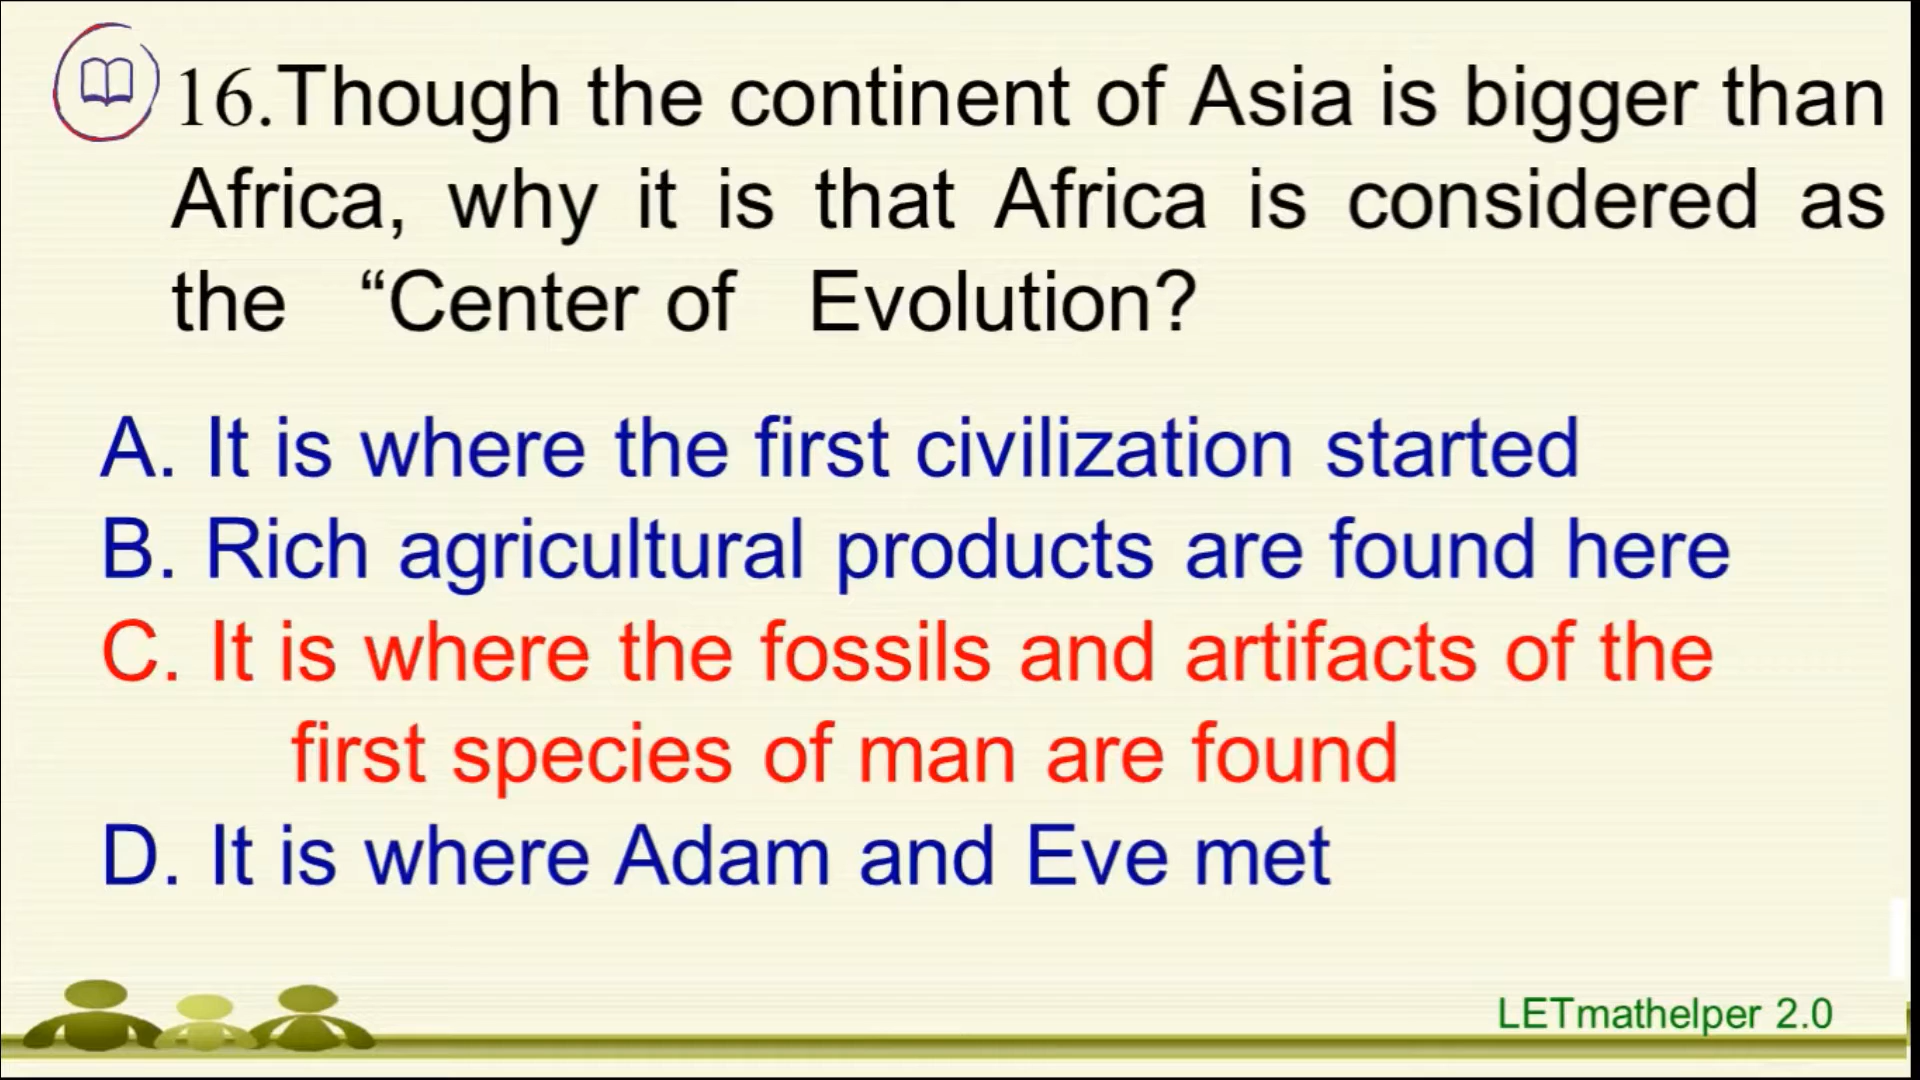 16.Though the continent of Asia is bigger than
Africa, why it is that Africa is considered as
the “Center of Evolution?
A. It is where the first civilization started
B. Rich agricultural products are found here
C. It is where the fossils and artifacts of the
first species of man are found
D. It is where Adam and Eve met
LETmathelper 2.0